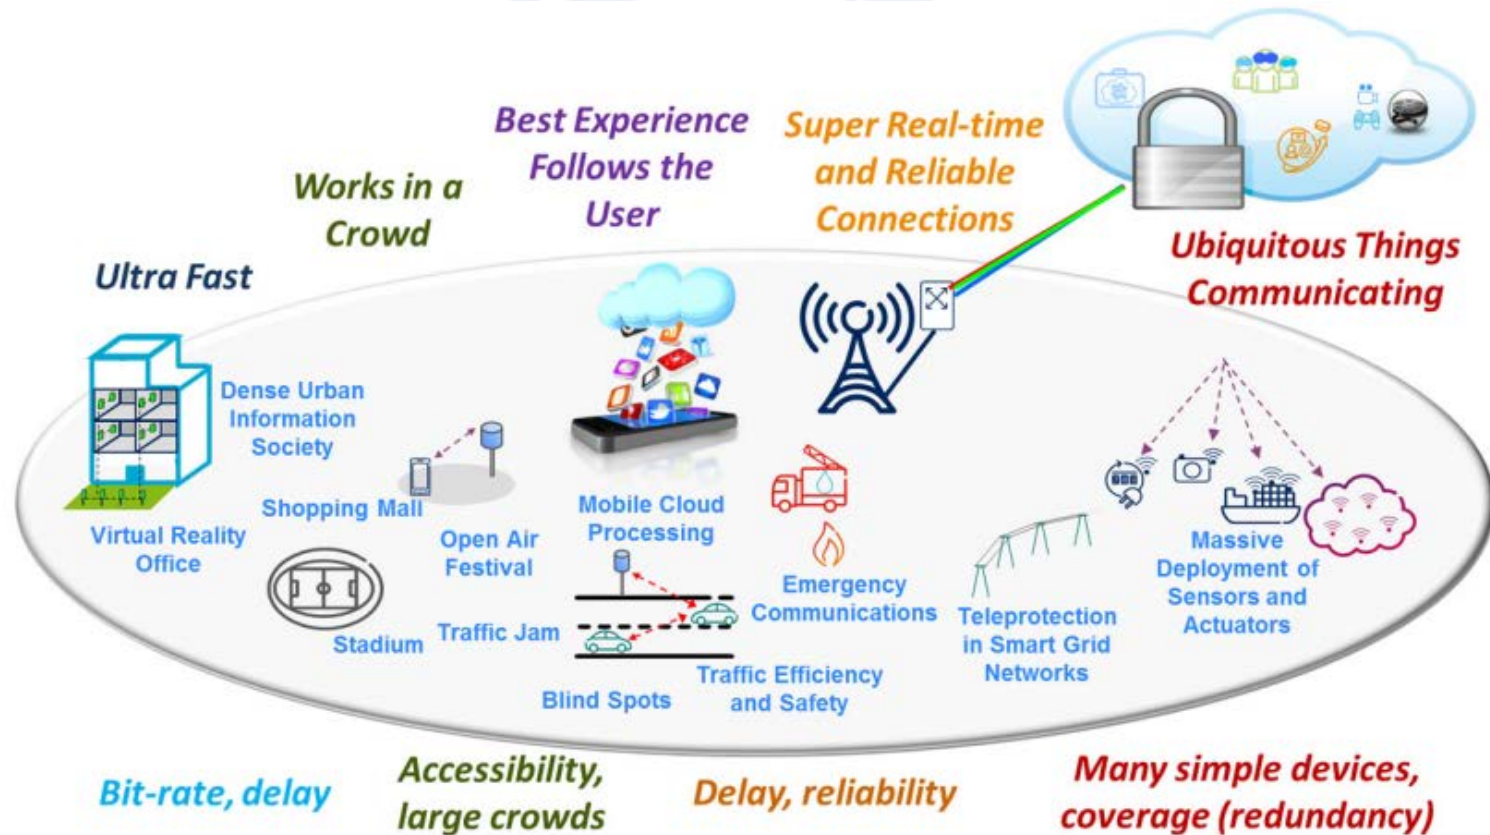 Best Experience
Follows the
User
Super Real-time
and Reliable
Connections
Works in a
Crowd
Ultra Fast
Ubiquitous Things
Communicating
Dense Urban
Information
Society
Shopping Mall
Virtual Reality
Office
Open Air
Festival
Mobile Cloud
Processing
Stadium
Traffic Jam
Emergency
Communications
Blind Spots
Traffic Efficiency
and Safety
Teleprotection
in Smart Grid
Networks
Massive
Deployment of
Sensors and
Actuators
Bit-rate, delay
Accessibility,
large crowds
Delay, reliability
Many simple devices,
coverage (redundancy)